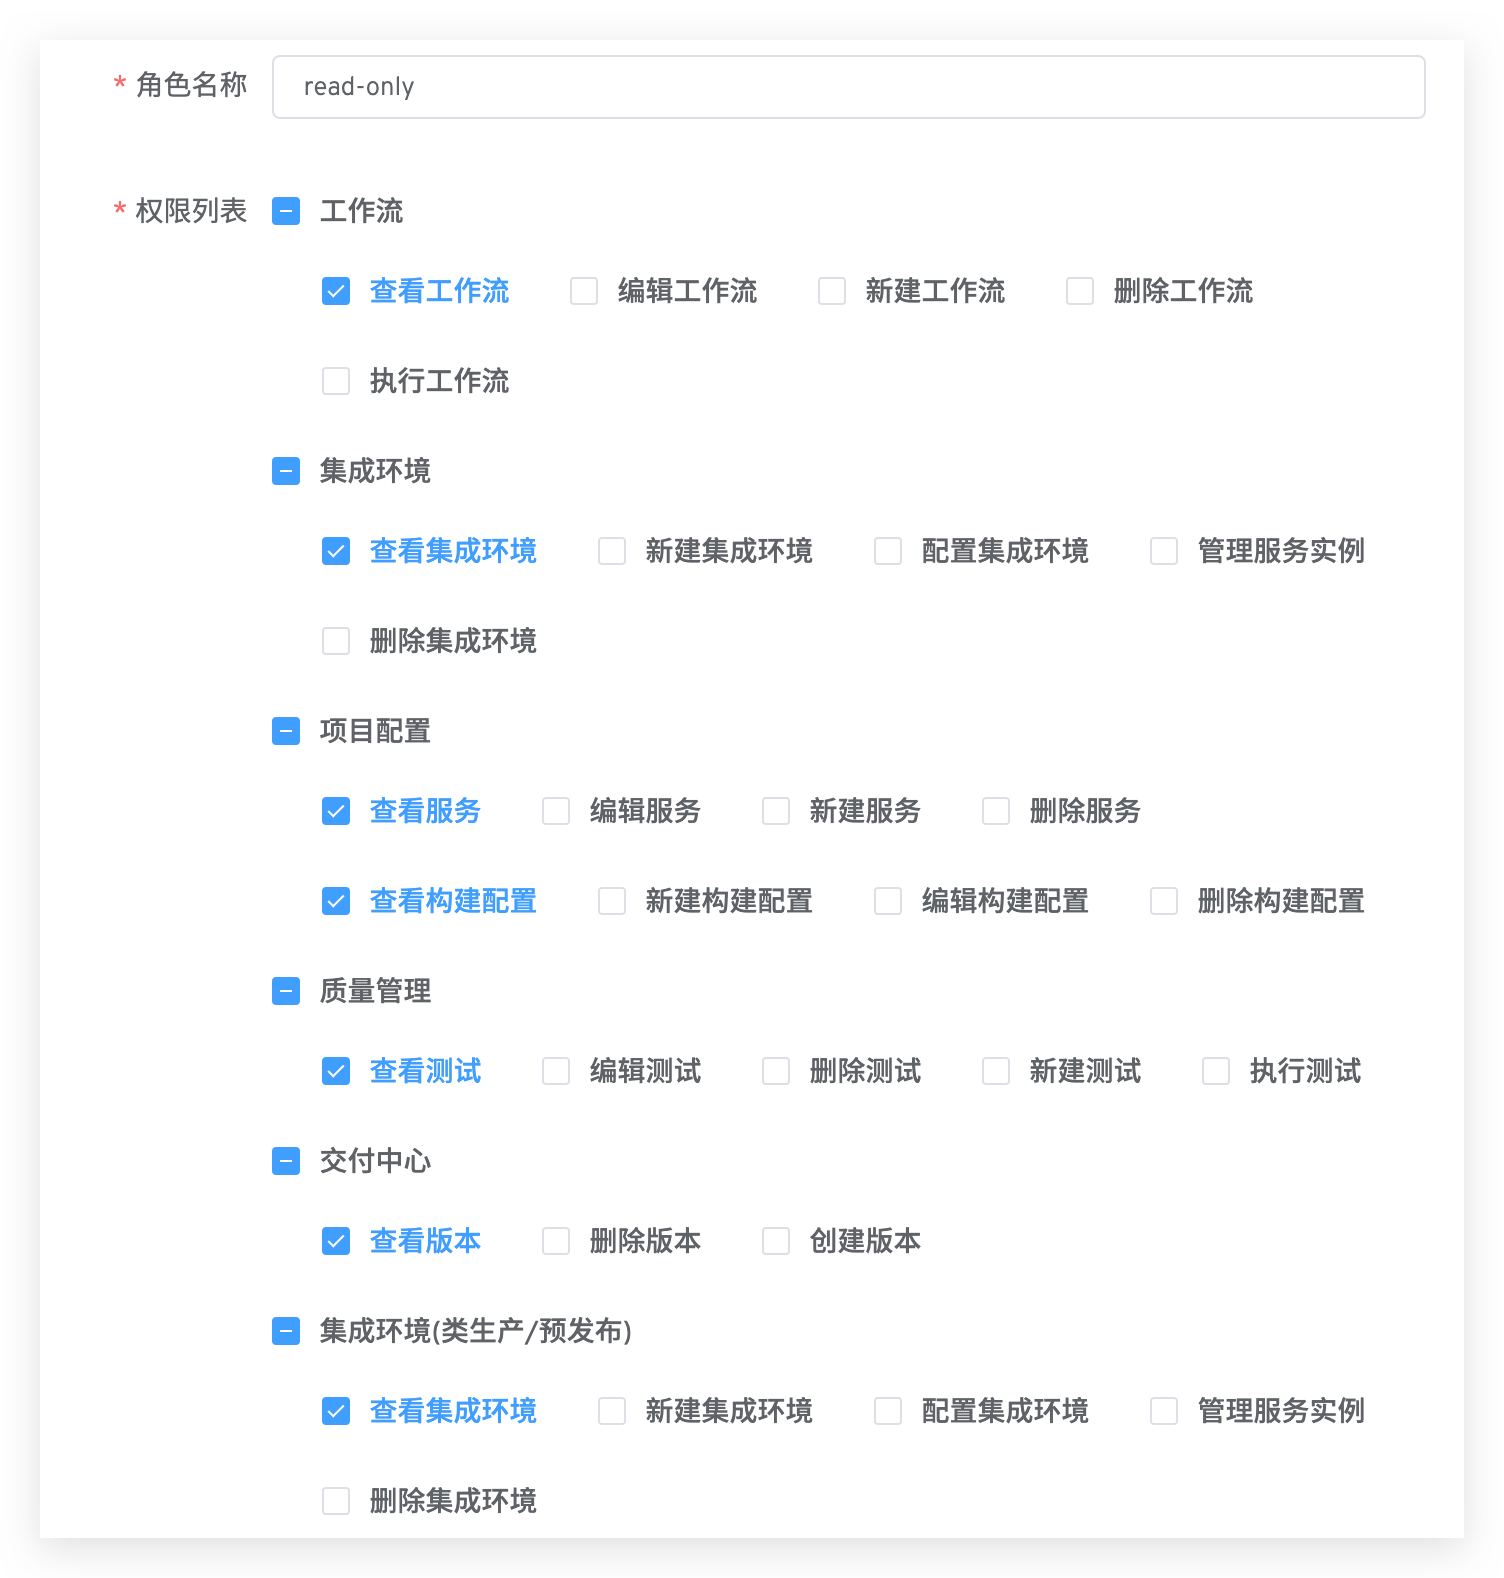 * 角色名称 read-only
* 权限列表 工作流
查看工作流 编辑工作流 新建工作流 删除工作流
执行工作流
集成环境
查看集成环境 新建集成环境 配置集成环境 管理服务实例
删除集成环境
项目配置
查看服务 编辑服务 新建服务 删除服务
查看构建配置 新建构建配置 编辑构建配置 删除构建配置
质量管理
查看测试 编辑测试 删除测试 新建测试 执行测试
交付中心
查看版本 删除版本 创建版本
集成环境(类生产/预发布)
查看集成环境 新建集成环境 配置集成环境 管理服务实例
删除集成环境